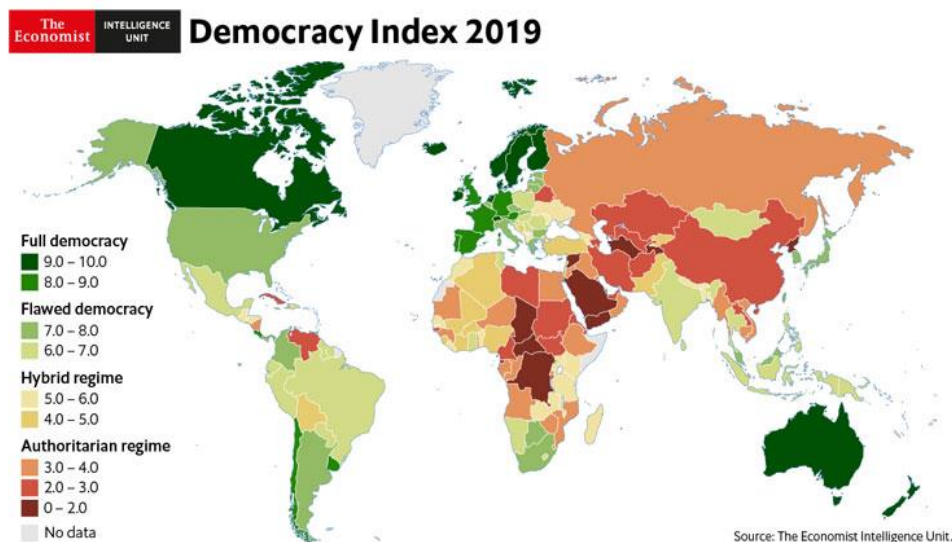 The
Economist
INTELLIGENCE
UNIT
Democracy Index 2019
Full democracy
9.0 – 10.0
8.0 – 9.0
Flawed democracy
7.0 – 8.0
6.0 – 7.0
Hybrid regime
5.0 – 6.0
4.0 – 5.0
Authoritarian regime
3.0 – 4.0
2.0 – 3.0
0 – 2.0
No data
Source: The Economist Intelligence Unit